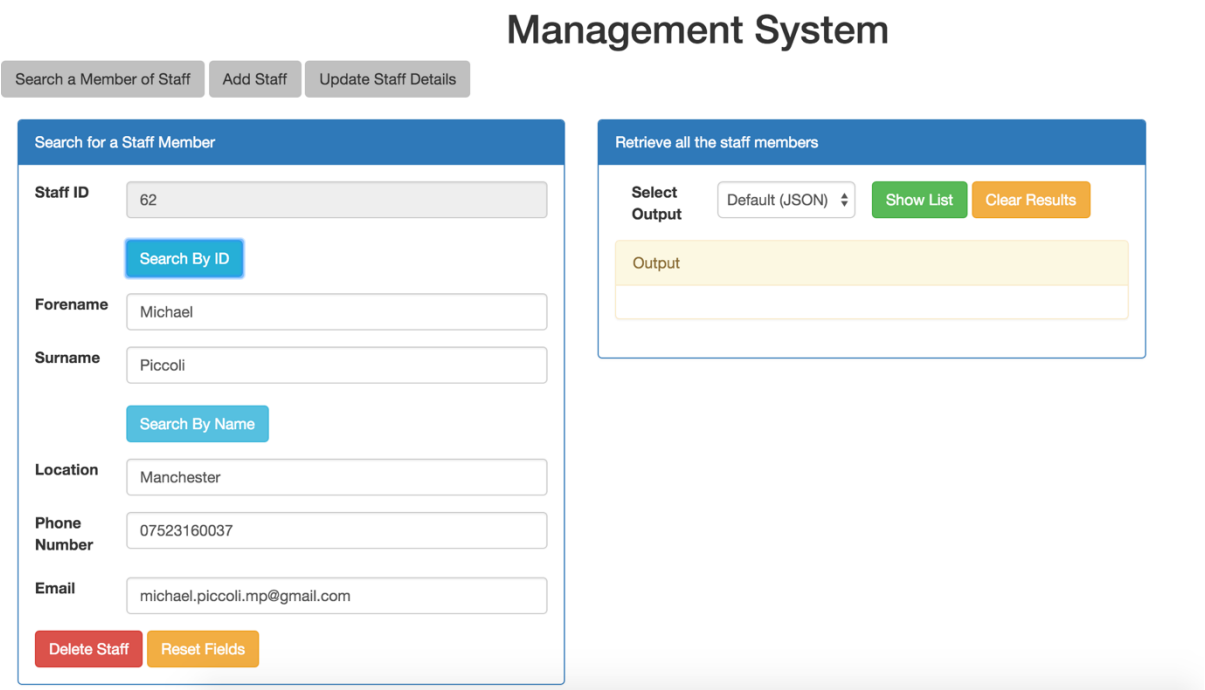 Management System
Search a Member of Staff Add Staff Update Staff Details
Search for a Staff Member
Staff ID 62
Search By ID
Forename Michael
Surname Piccoli
Search By Name
Location Manchester
Phone Number 07523160037
Email michael.piccoli.mp@gmail.com
Delete Staff Reset Fields
Retrieve all the staff members
Select Output Default (JSON) Show List Clear Results
Output